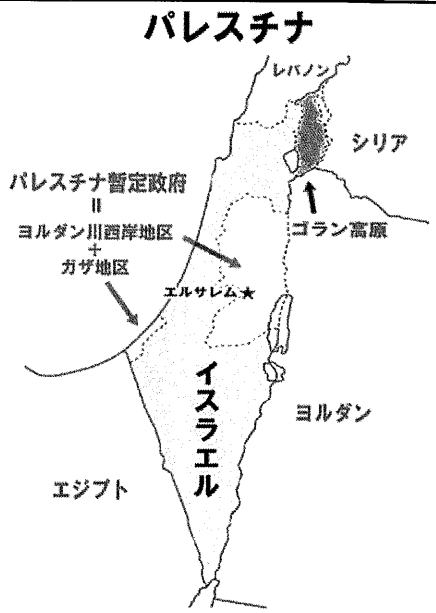 パレスチナ
レバノン
シリア
パレスチナ暫定政府
=
ヨルダン川西岸地区
+
ガザ地区
ゴラン高原
エルサレム★
イスラエル
ヨルダン
エジプト